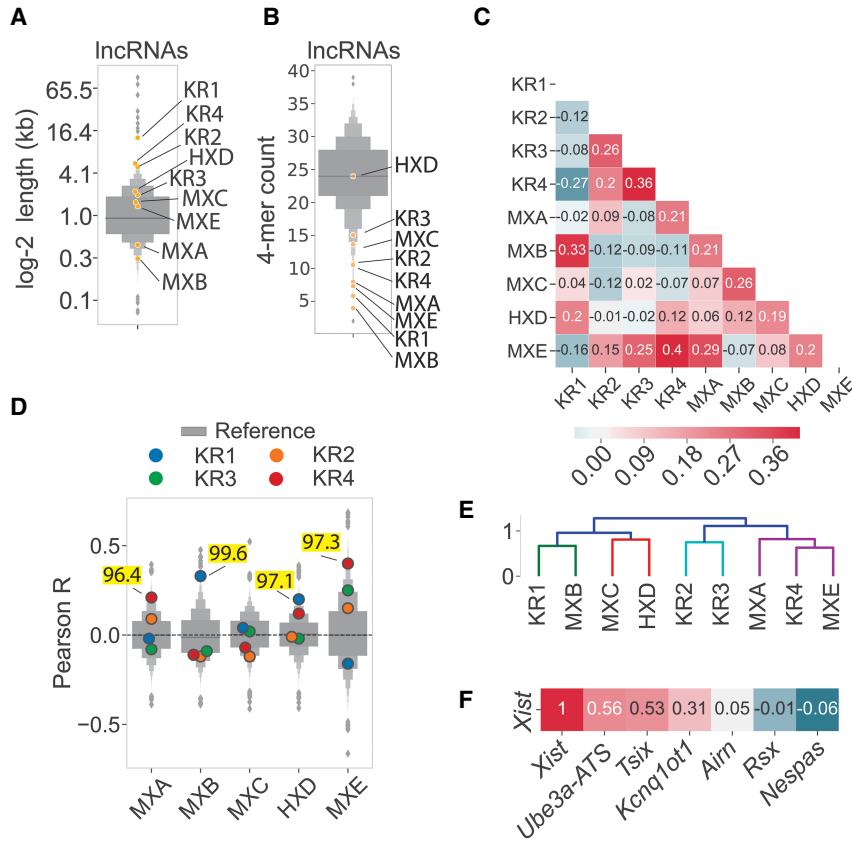 A
lncRNAs
log-2 length (kb)
65.5
16.4
4.1
1.0
0.3
0.1
KR1
KR4
KR2
HXD
KR3
MXC
MXE
MXA
MXB
B
lncRNAs
4-mer count
40
35
30
25
20
15
10
5
HXD
KR3
MXC
KR2
KR4
MXA
MXE
KR1
MXB
C
KR1
KR2 -0.12
KR3 -0.08 0.26
KR4 -0.27 0.2 0.36
MXA -0.02 0.09 -0.08 0.21
MXB 0.33 -0.12 -0.09 -0.11 0.21
MXC 0.04 -0.12 0.02 -0.07 0.07 0.26
HXD 0.2 -0.01 -0.02 0.12 0.06 0.12 0.19
MXE -0.16 0.15 0.25 0.4 0.29 -0.07 0.08 0.2
KR1 KR2 KR3 KR4 MXA MXB MXC HXD MXE
0.00 0.09 0.18 0.27 0.36
D
Reference
KR1 KR2
KR3 KR4
Pearson R
0.5
0.0
−0.5
96.4
99.6
97.1
97.3
MXA MXB MXC HXD MXE
E
1
0
KR1 MXB MXC HXD KR2 KR3 MXA KR4 MXE
F
Xist
1 0.56 0.53 0.31 0.05 -0.01 -0.06
Xist Ube3a-ATS Tsix Kcnq1ot1 Airn Rsx Nespas